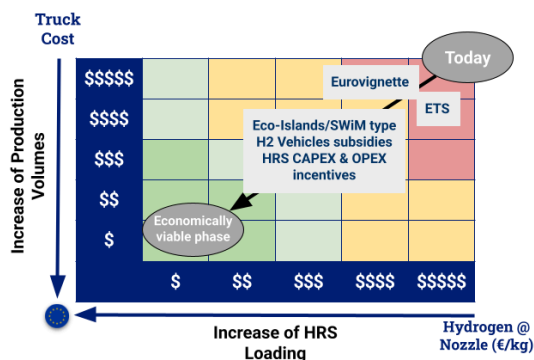 Truck
Cost
Today
$$$$$
Eurovignette
ETS
$$$$
Eco-Islands/SWiM type
H2 Vehicles subsidies
HRS CAPEX & OPEX
incentives
$$$
$$
$
Economically
viable phase
Increase of Production
Volumes
$
$$
$$$
$$$$
$$$$$
Increase of HRS
Loading
Hydrogen @
Nozzle (€/kg)